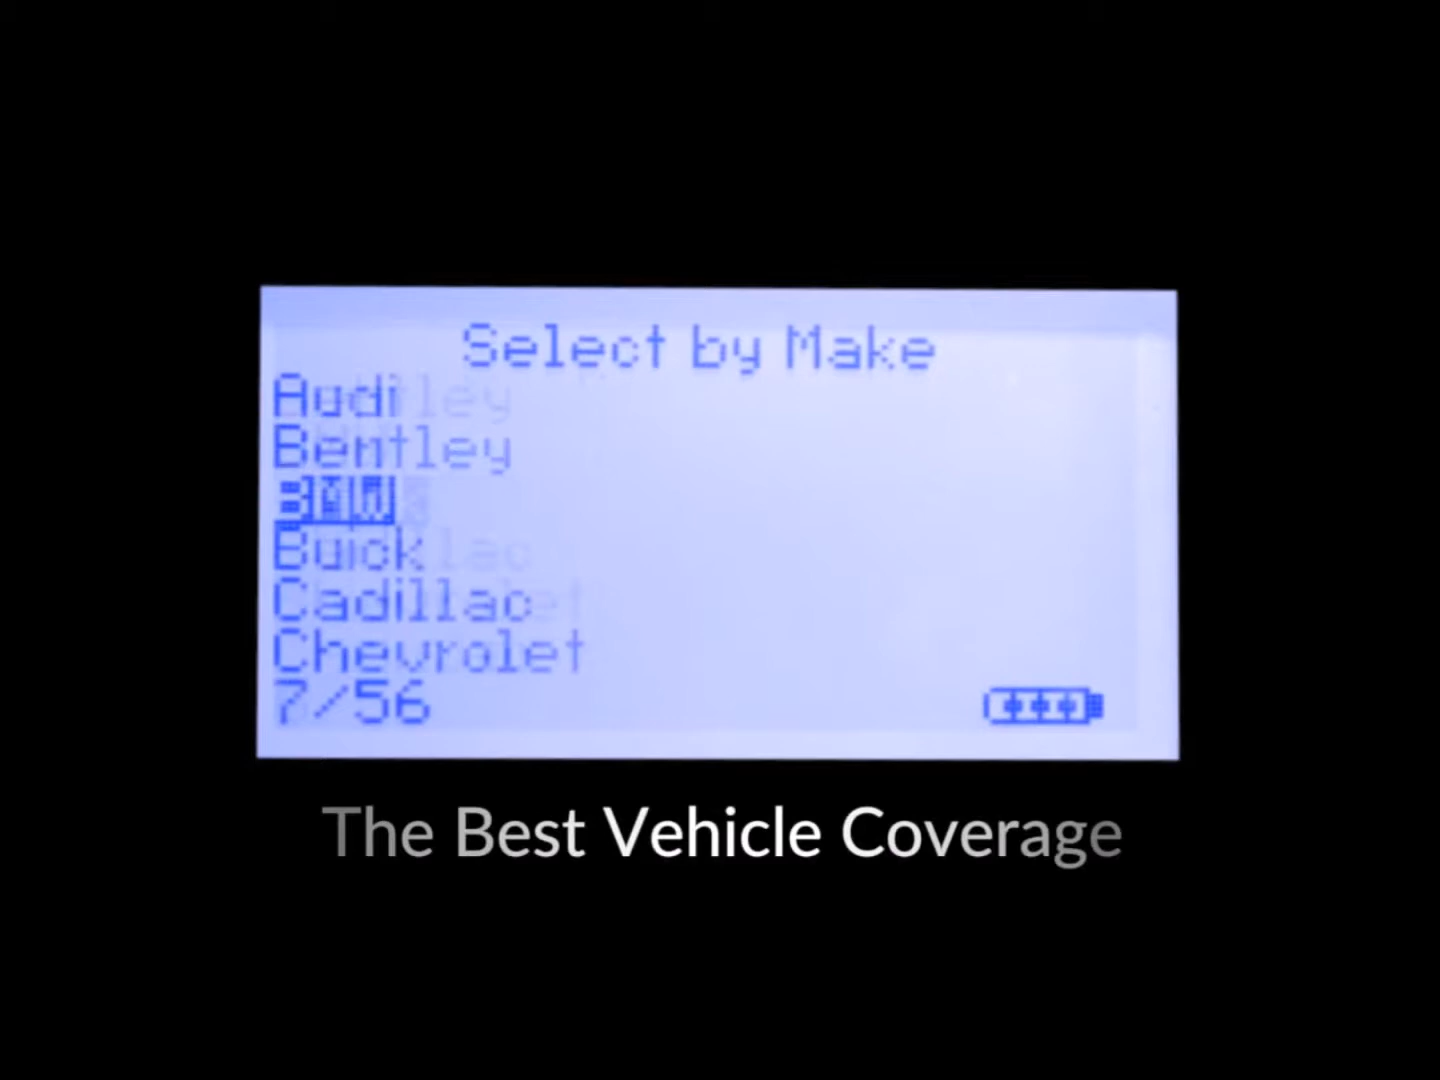 Select by Make
Audi
Bentley
BMW
Buick
Cadillac
Chevrolet
7/56
The Best Vehicle Coverage